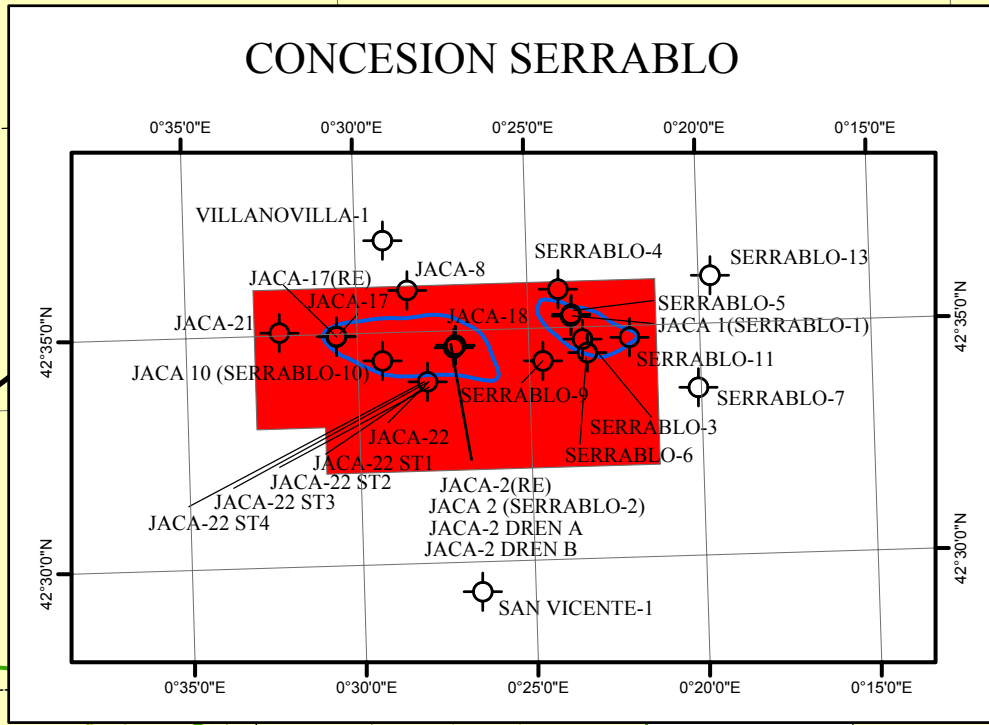 CONCESION SERRABLO
0°35'0"E
0°30'0"E
0°25'0"E
0°20'0"E
0°15'0"E
VILLANOVILLA-1
SERRABLO-4
SERRABLO-13
JACA-17(RE)
JACA-8
JACA-17
SERRABLO-5
JACA-21
JACA-18
JACA 1(SERRABLO-1)
42°35'0"N
42°35'0"N
SERRABLO-11
JACA 10 (SERRABLO-10)
SERRABLO-9
SERRABLO-7
JACA-22
SERRABLO-3
JACA-22 ST1
SERRABLO-6
JACA-22 ST2
JACA-2(RE)
JACA-22 ST3
JACA 2 (SERRABLO-2)
JACA-22 ST4
JACA-2 DREN A
JACA-2 DREN B
42°30'0"N
42°30'0"N
SAN VICENTE-1
0°35'0"E
0°30'0"E
0°25'0"E
0°20'0"E
0°15'0"E